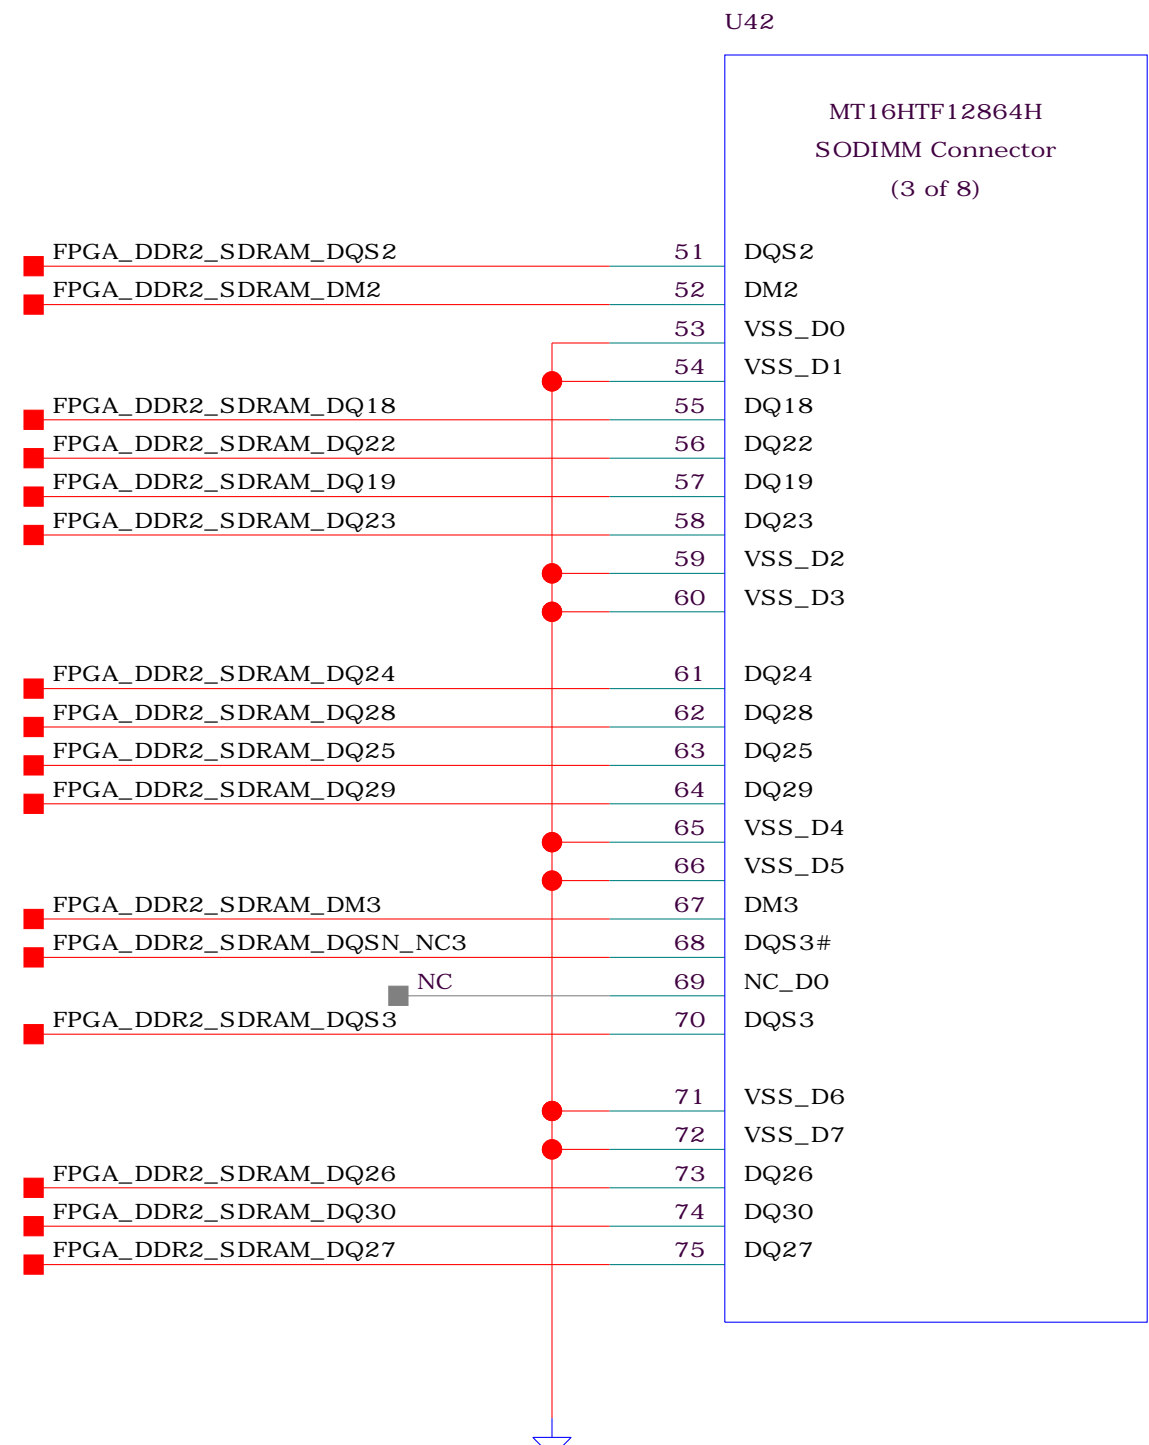 U42
MT16HTF12864H
SODIMM Connector
(3 of 8)
FPGA_DDR2_SDRAM_DQS2 51 DQS2
FPGA_DDR2_SDRAM_DM2 52 DM2
53 VSS_D0
54 VSS_D1
FPGA_DDR2_SDRAM_DQ18 55 DQ18
FPGA_DDR2_SDRAM_DQ22 56 DQ22
FPGA_DDR2_SDRAM_DQ19 57 DQ19
FPGA_DDR2_SDRAM_DQ23 58 DQ23
59 VSS_D2
60 VSS_D3
FPGA_DDR2_SDRAM_DQ24 61 DQ24
FPGA_DDR2_SDRAM_DQ28 62 DQ28
FPGA_DDR2_SDRAM_DQ25 63 DQ25
FPGA_DDR2_SDRAM_DQ29 64 DQ29
65 VSS_D4
66 VSS_D5
FPGA_DDR2_SDRAM_DM3 67 DM3
FPGA_DDR2_SDRAM_DQSN_NC3 68 DQS3#
NC 69 NC_D0
FPGA_DDR2_SDRAM_DQS3 70 DQS3
71 VSS_D6
72 VSS_D7
FPGA_DDR2_SDRAM_DQ26 73 DQ26
FPGA_DDR2_SDRAM_DQ30 74 DQ30
FPGA_DDR2_SDRAM_DQ27 75 DQ27